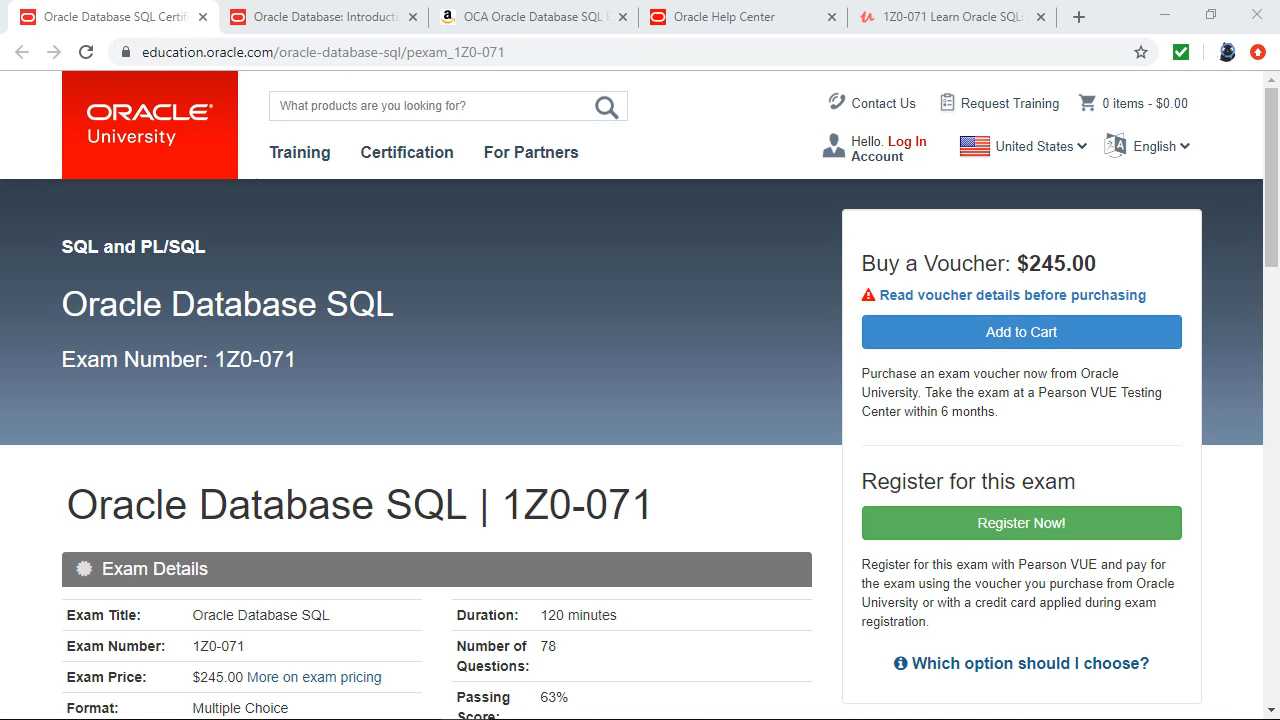 Oracle Database SQL Certifi
Oracle Database: Introducti
OCA Oracle Database SQL E
Oracle Help Center
1Z0-071 Learn Oracle SQL:
education.oracle.com/oracle-database-sql/pexam_1Z0-071
ORACLE®
University
What products are you looking for?
Contact Us
Request Training
0 items - $0.00
Training
Certification
For Partners
Hello. Log In
Account
United States
English
SQL and PL/SQL
Oracle Database SQL
Exam Number: 1Z0-071
Buy a Voucher: $245.00
Read voucher details before purchasing
Add to Cart
Purchase an exam voucher now from Oracle
University. Take the exam at a Pearson VUE Testing
Center within 6 months.
Register for this exam
Register Now!
Register for this exam with Pearson VUE and pay for
the exam using the voucher you purchase from Oracle
University or with a credit card applied during exam
registration.
Which option should I choose?
Oracle Database SQL | 1Z0-071
Exam Details
Exam Title: Oracle Database SQL
Exam Number: 1Z0-071
Exam Price: $245.00 More on exam pricing
Format: Multiple Choice
Duration: 120 minutes
Number of 78
Questions:
Passing 63%
Score: